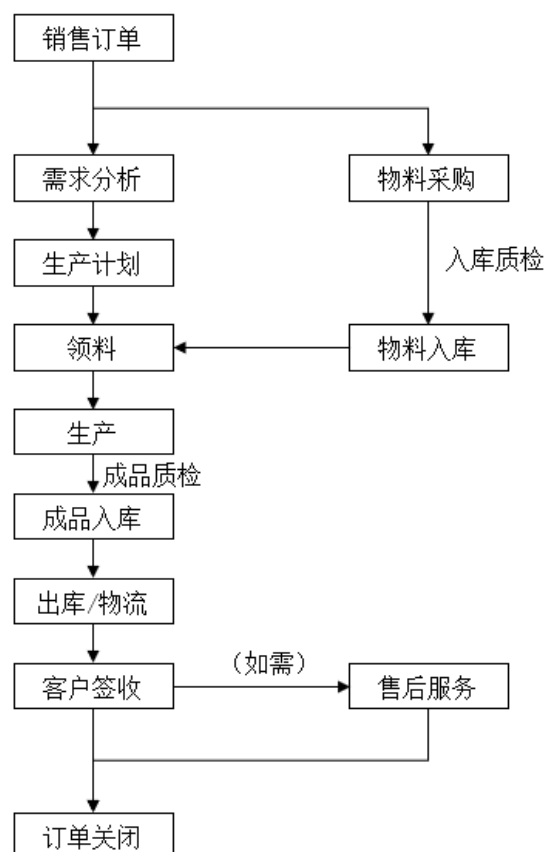 销售订单
需求分析
物料采购
生产计划
入库质检
领料
物料入库
生产
成品质检
成品入库
出库/物流
客户签收
（如需）
售后服务
订单关闭